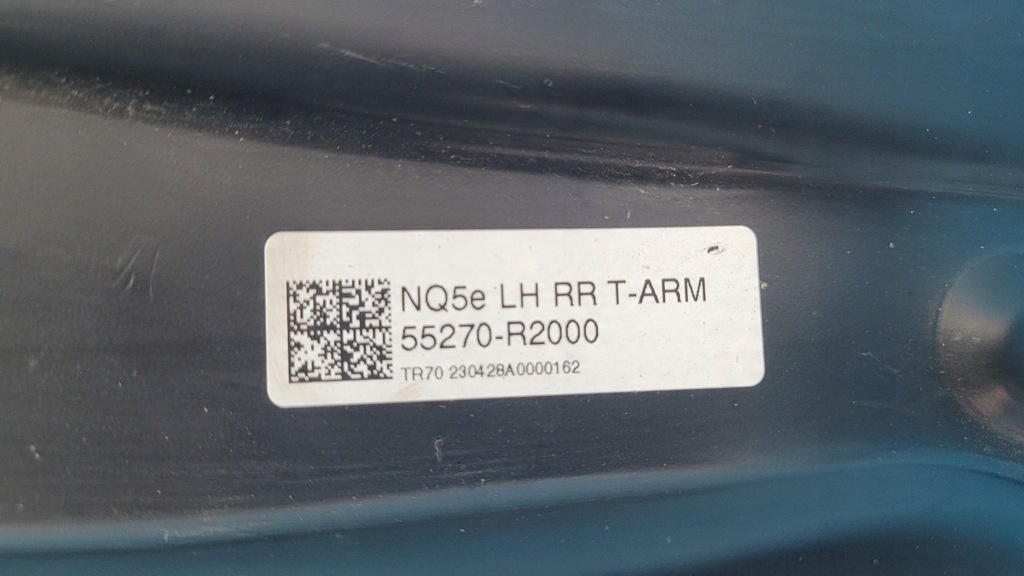 NQ5e LH RR T-ARM
55270-R2000
TR70 230428A0000162